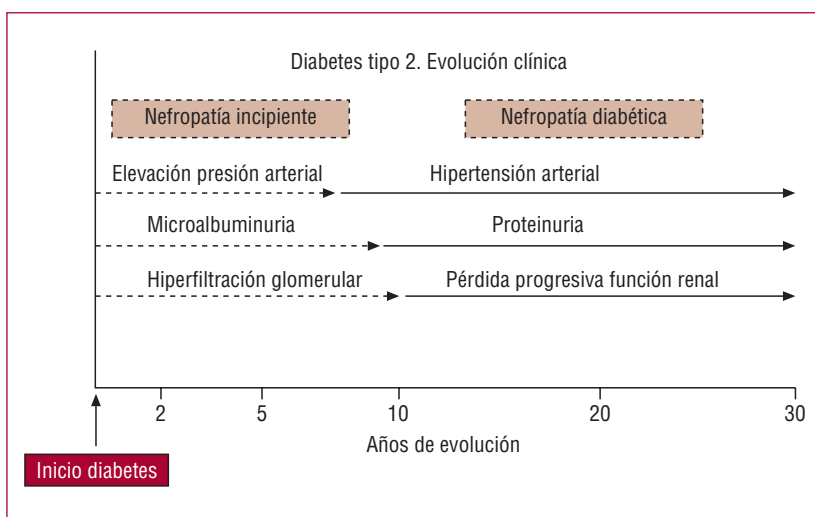 Diabetes tipo 2. Evolución clínica
Nefropatía incipiente
Nefropatía diabética
Elevación presión arterial
Hipertensión arterial
Microalbuminuria
Proteinuria
Hiperfiltración glomerular
Pérdida progresiva función renal
2 5 10 20 30
Años de evolución
Inicio diabetes